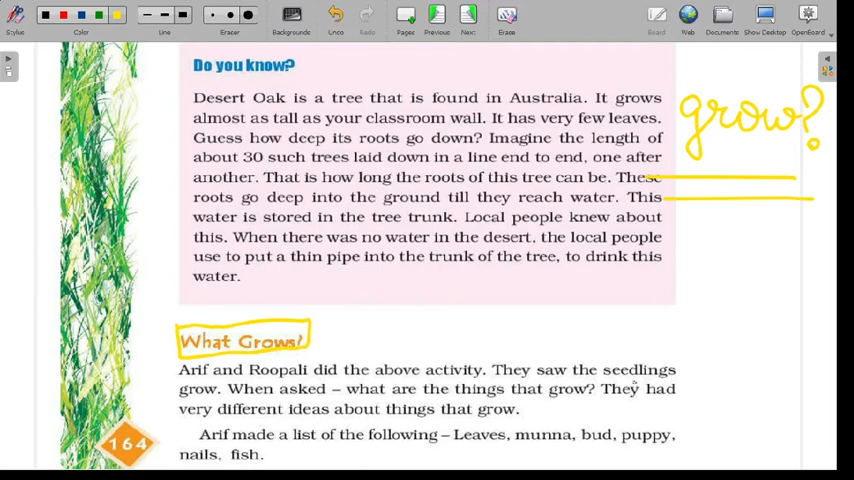 Stylus
Color
Line
Eraser
Backgrounds
Undo
Redo
Pages
Previous
Next
Erase
Board
Web
Documents
Show Desktop
OpenBoard
Do you know?
Desert Oak is a tree that is found in Australia. It grows
almost as tall as your classroom wall. It has very few leaves.
Guess how deep its roots go down? Imagine the length of
about 30 such trees laid down in a line end to end, one after
another. That is how long the roots of this tree can be. These
roots go deep into the ground till they reach water. This
water is stored in the tree trunk. Local people knew about
this. When there was no water in the desert, the local people
use to put a thin pipe into the trunk of the tree, to drink this
water.
grow?
What Grows?
Arif and Roopali did the above activity. They saw the seedlings
grow. When asked – what are the things that grow? They had
very different ideas about things that grow.
Arif made a list of the following – Leaves, munna, bud, puppy,
nails, fish.
164